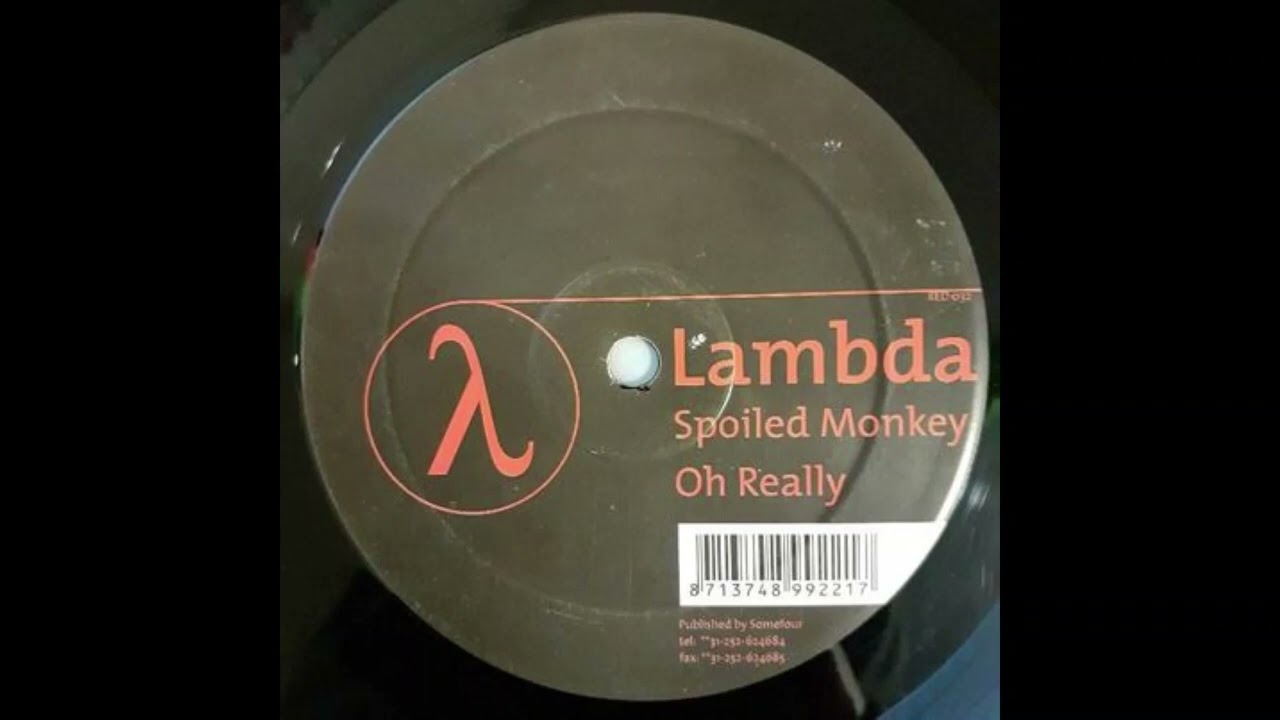 RED 032
λ
Lambda
Spoiled Monkey
Oh Really
8 713748 992217
Published by Somefour
tel: **31-252-624684
fax: **31-252-624685